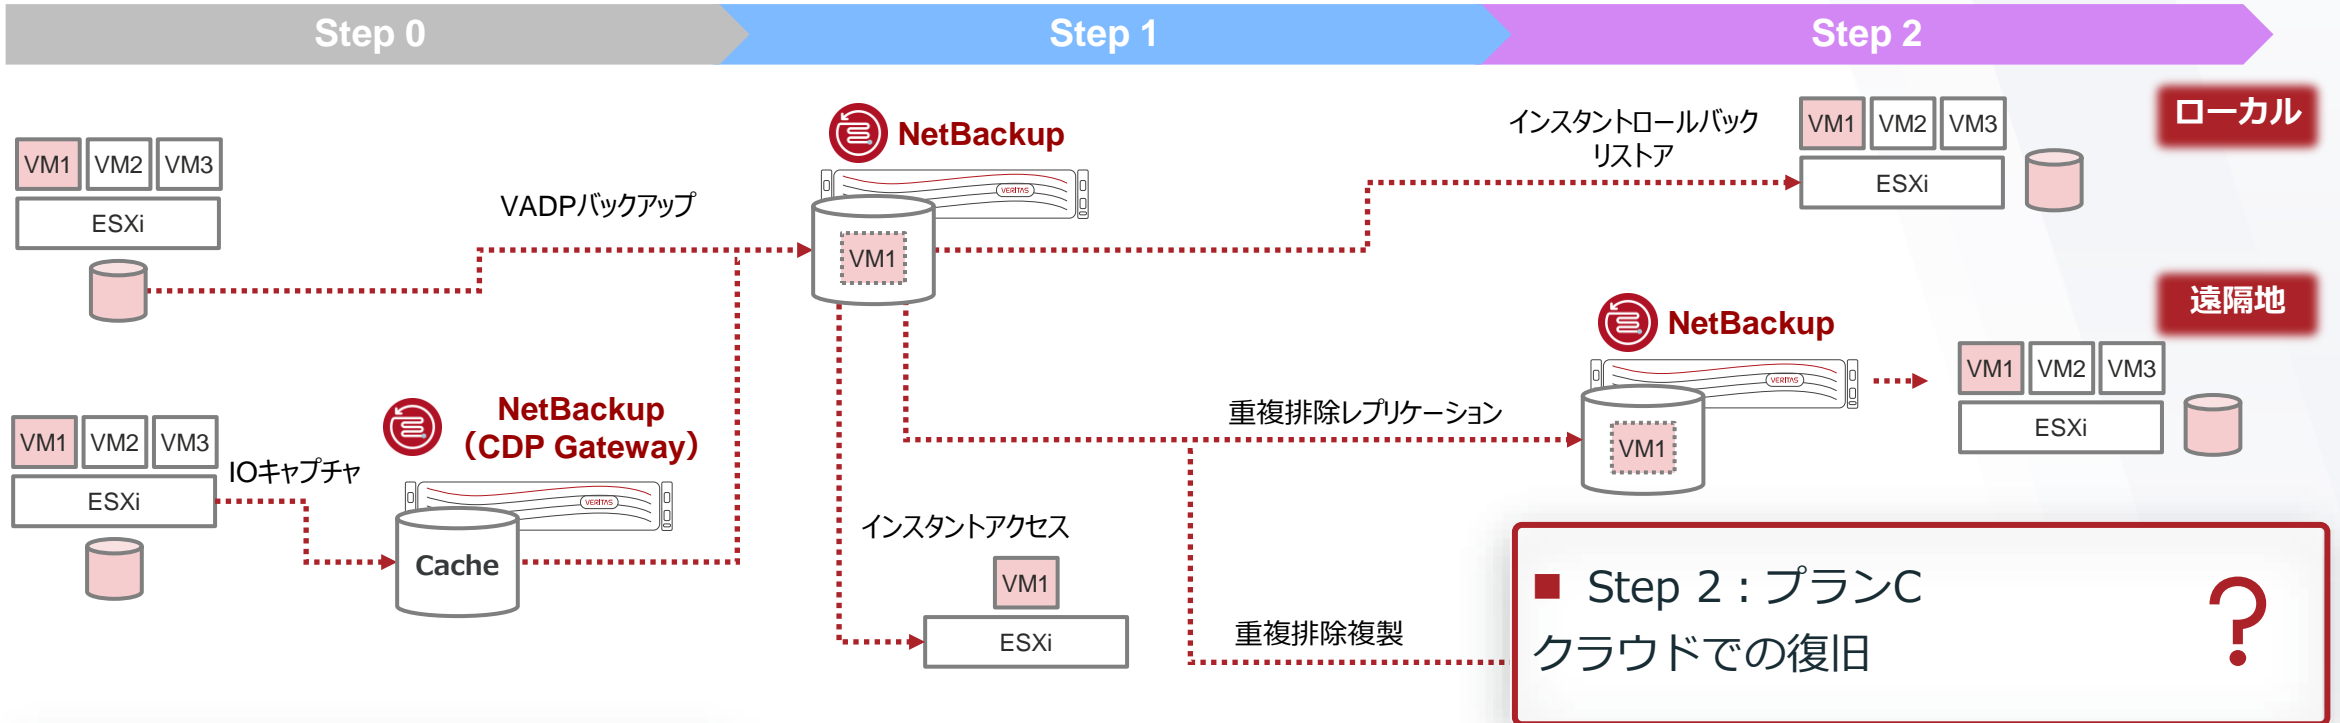 Step 0
Step 1
Step 2
VM1 VM2 VM3
ESXi
VADPバックアップ
NetBackup
VERITAS
VM1
インスタントロールバック
リストア
VM1 VM2 VM3
ESXi
ローカル
遠隔地
NetBackup
VERITAS
VM1
VM1 VM2 VM3
ESXi
VM1 VM2 VM3
ESXi
IOキャプチャ
NetBackup
（CDP Gateway）
VERITAS
Cache
重複排除レプリケーション
インスタントアクセス
VM1
ESXi
重複排除複製
■ Step 2：プランC
クラウドでの復旧
？